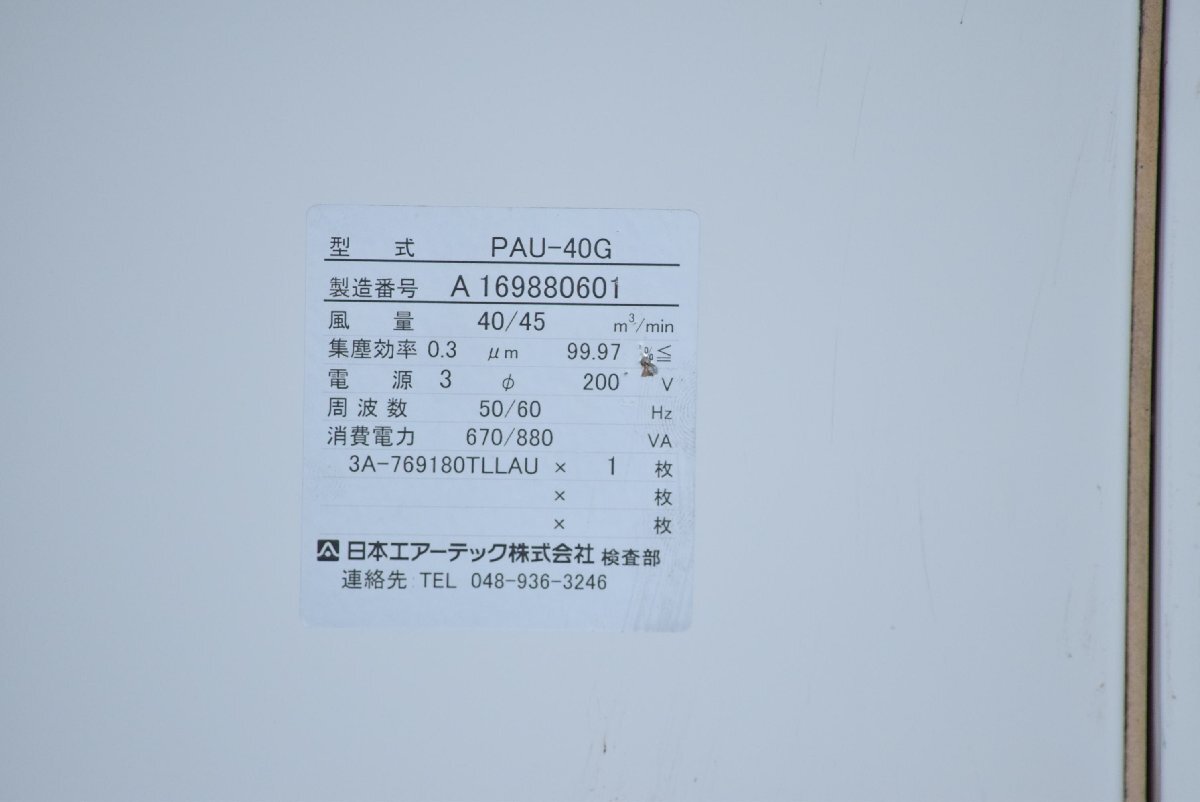 型 式 PAU-40G
製造番号 A169880601
風 量 40/45 m³/min
集塵効率 0.3 μm 99.97 % ≦
電 源 3 φ 200 V
周 波 数 50/60 Hz
消費電力 670/880 VA
3A-769180TLLAU × 1 枚
× 枚
× 枚
日本エアーテック株式会社 検査部
連絡先 TEL 048-936-3246